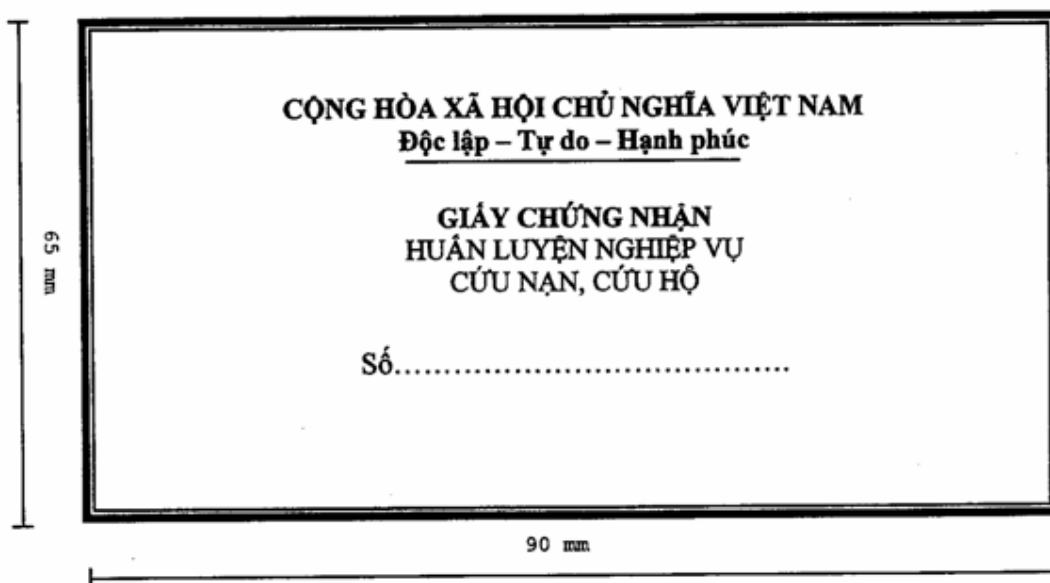 CỘNG HÒA XÃ HỘI CHỦ NGHĨA VIỆT NAM
Độc lập – Tự do – Hạnh phúc
GIẤY CHỨNG NHẬN
HUẤN LUYỆN NGHIỆP VỤ
CỨU NẠN, CỨU HỘ
Số........................................
65 mm
90 mm